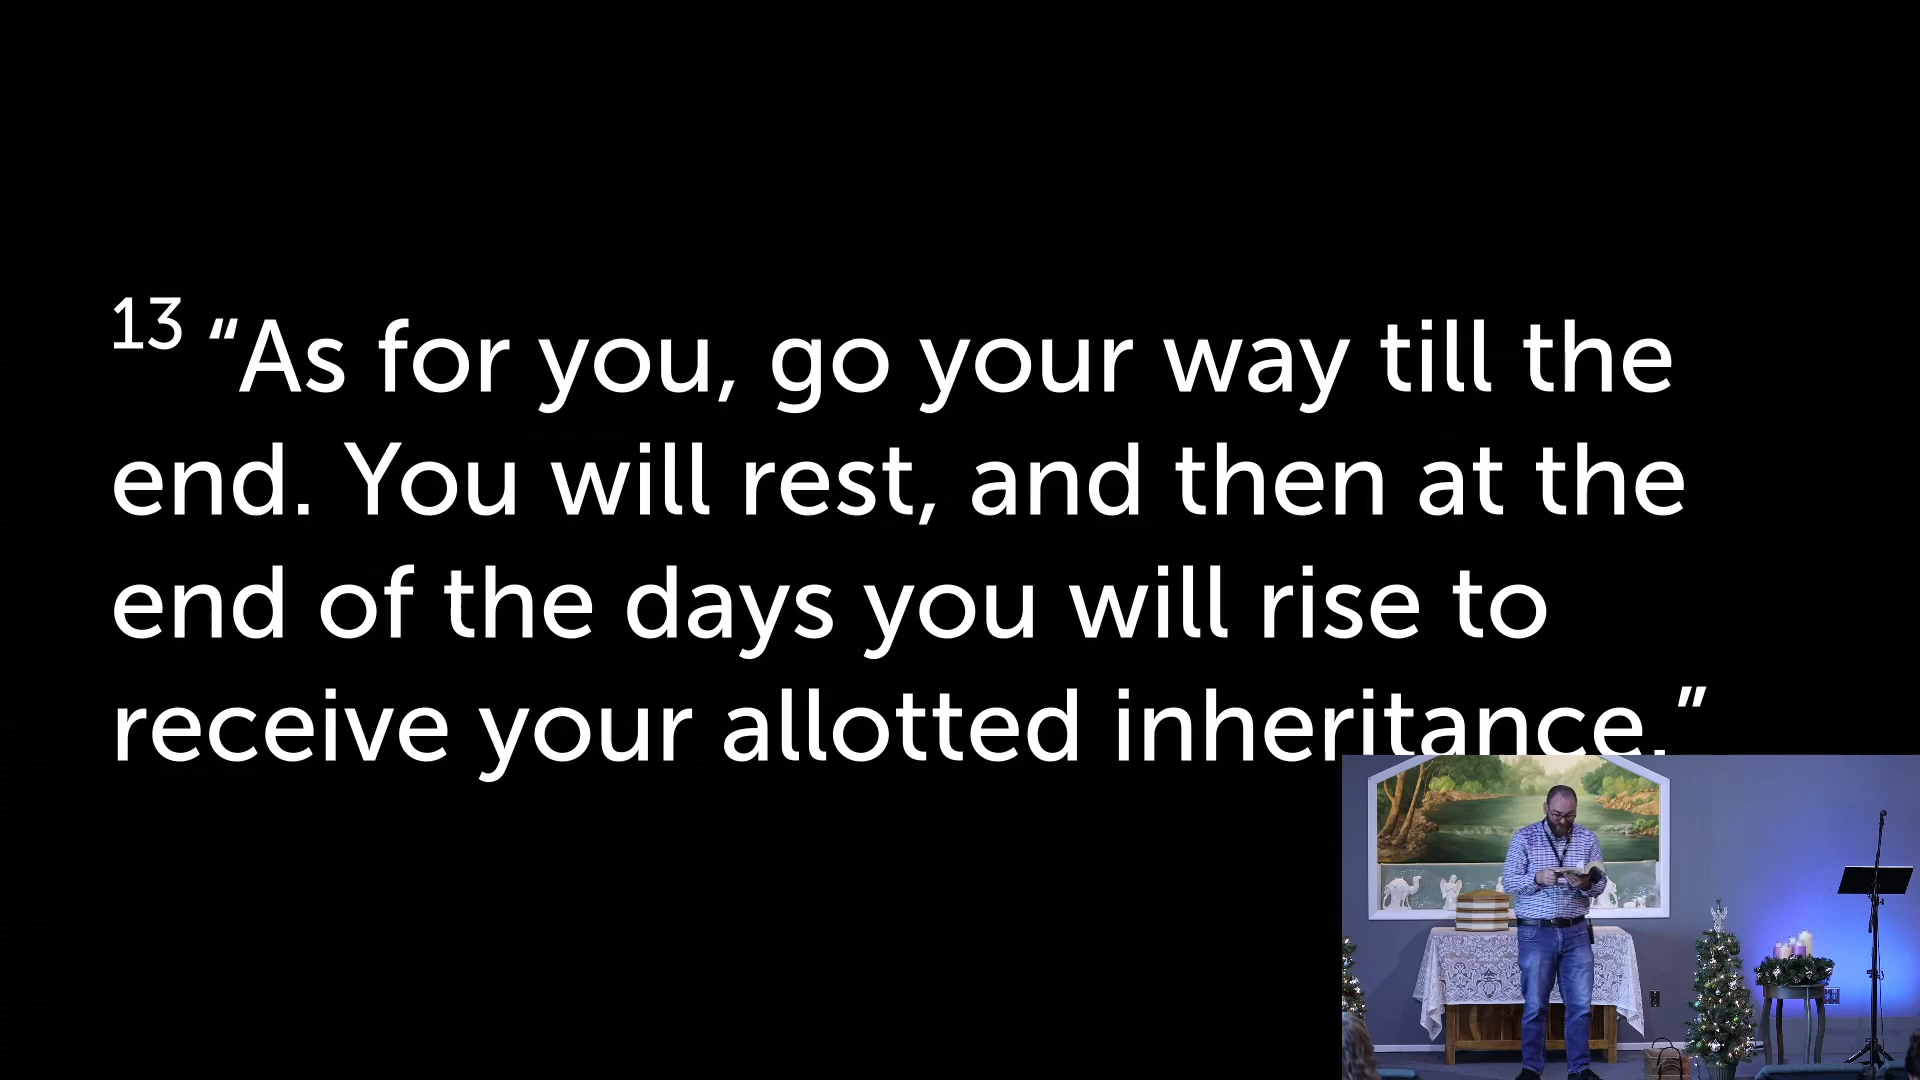 13 “As for you, go your way till the
end. You will rest, and then at the
end of the days you will rise to
receive your allotted inheritance.”